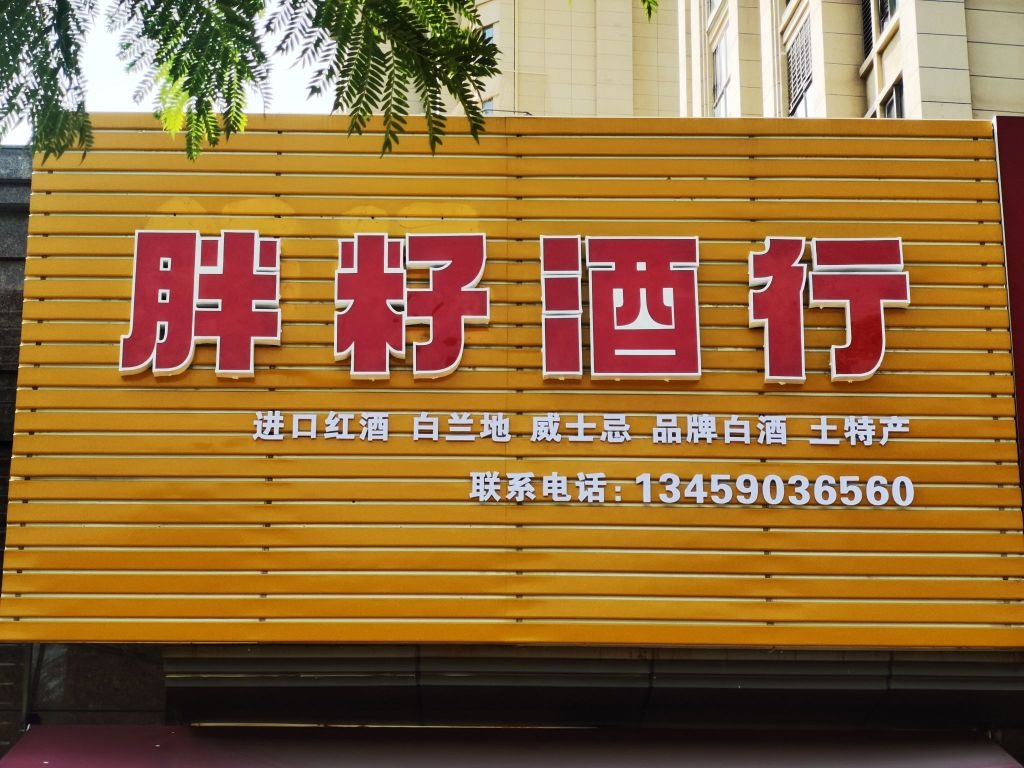 胖籽酒行
进口红酒 白兰地 威士忌 品牌白酒 土特产
联系电话:13459036560